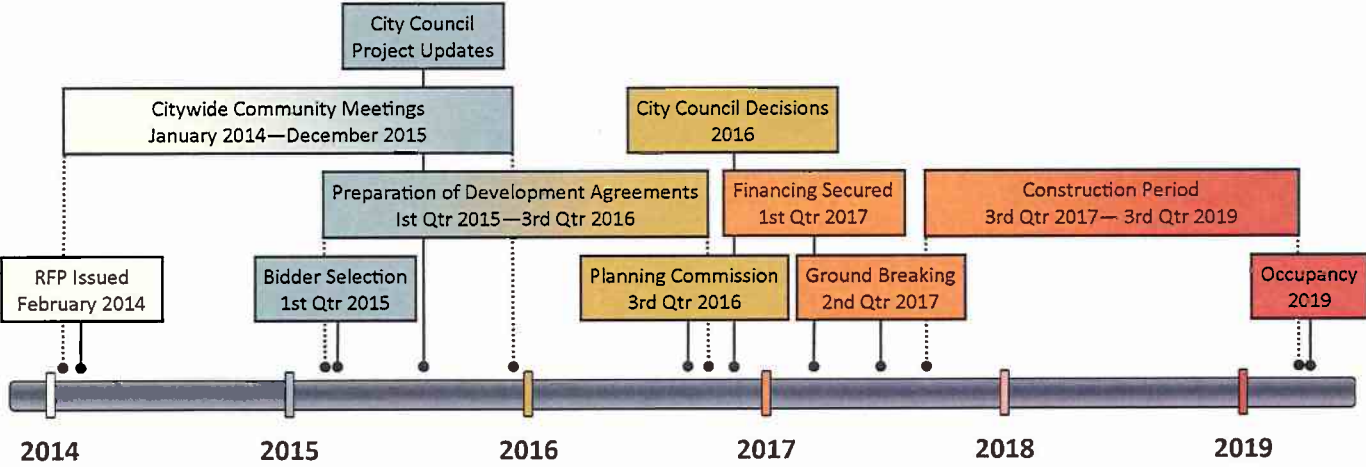 City Council
Project Updates
Citywide Community Meetings
January 2014—December 2015
City Council Decisions
2016
Preparation of Development Agreements
Ist Qtr 2015—3rd Qtr 2016
Financing Secured
1st Qtr 2017
Construction Period
3rd Qtr 2017— 3rd Qtr 2019
RFP Issued
February 2014
Bidder Selection
1st Qtr 2015
Planning Commission
3rd Qtr 2016
Ground Breaking
2nd Qtr 2017
Occupancy
2019
2014
2015
2016
2017
2018
2019